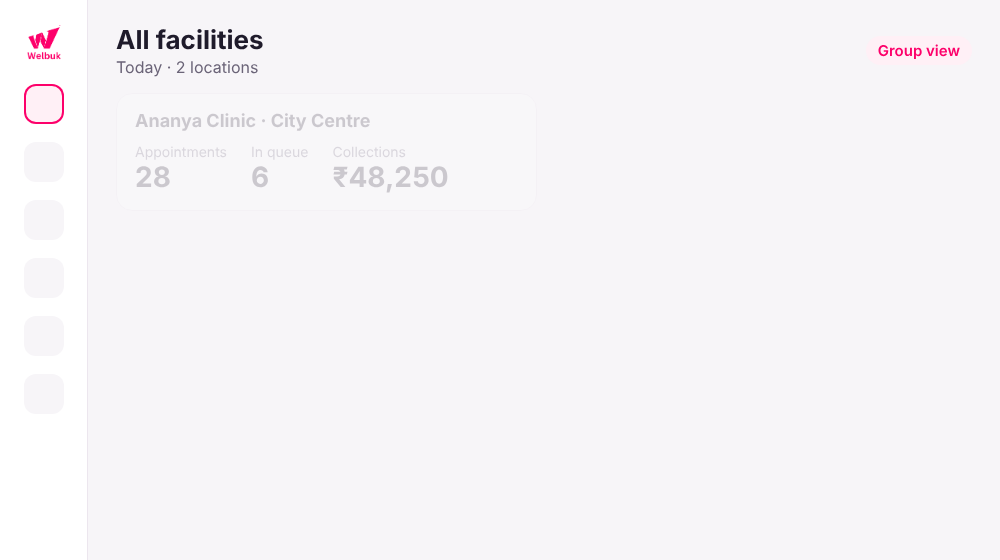 Welbuk
All facilities
Today · 2 locations
Group view
Ananya Clinic · City Centre
Appointments In queue Collections
28 6 ₹48,250